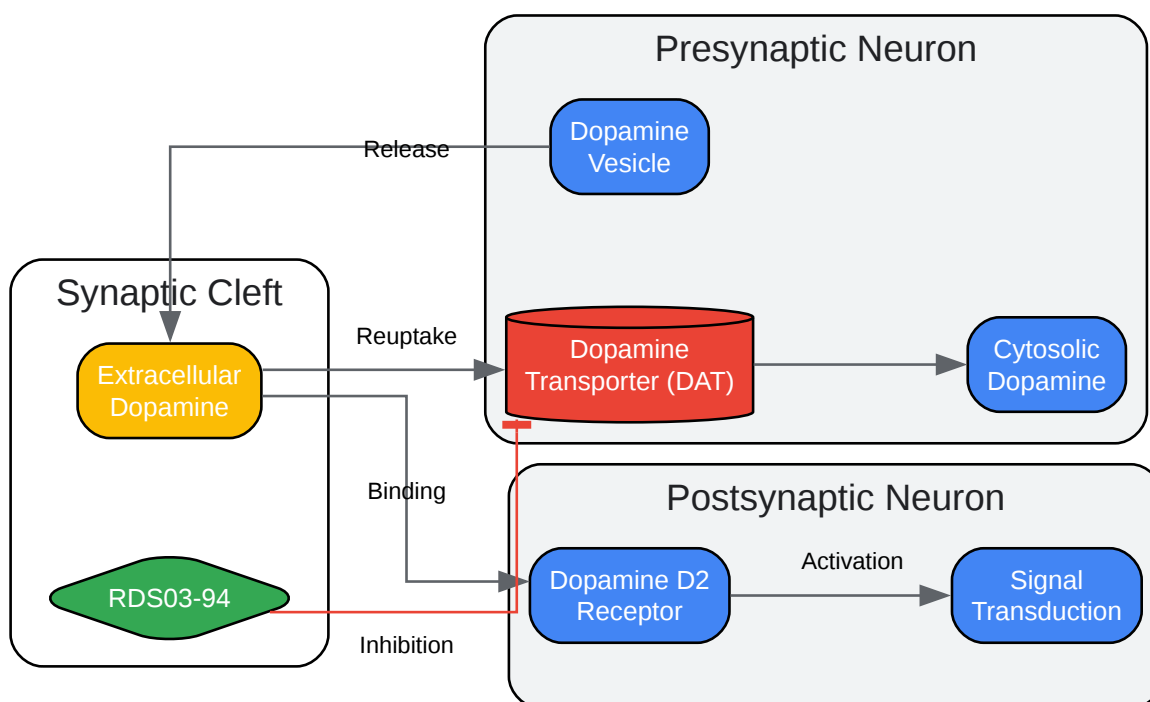 Presynaptic Neuron
Dopamine
Vesicle
Release
Synaptic Cleft
Extracellular
Dopamine
Reuptake
Dopamine
Transporter (DAT)
Cytosolic
Dopamine
Binding
RDS03-94
Inhibition
Postsynaptic Neuron
Dopamine D2
Receptor
Activation
Signal
Transduction